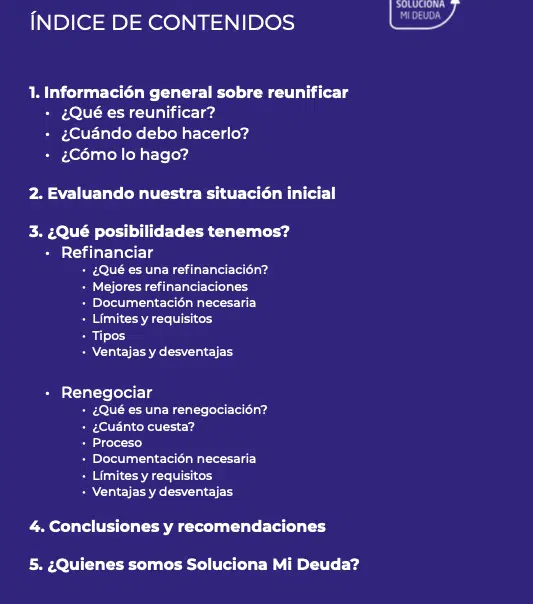 ÍNDICE DE CONTENIDOS
SOLUCIONA
MI DEUDA
1. Información general sobre reunificar
• ¿Qué es reunificar?
• ¿Cuándo debo hacerlo?
• ¿Cómo lo hago?
2. Evaluando nuestra situación inicial
3. ¿Qué posibilidades tenemos?
• Refinanciar
• ¿Qué es una refinanciación?
• Mejores refinanciaciones
• Documentación necesaria
• Límites y requisitos
• Tipos
• Ventajas y desventajas
• Renegociar
• ¿Qué es una renegociación?
• ¿Cuánto cuesta?
• Proceso
• Documentación necesaria
• Límites y requisitos
• Ventajas y desventajas
4. Conclusiones y recomendaciones
5. ¿Quienes somos Soluciona Mi Deuda?